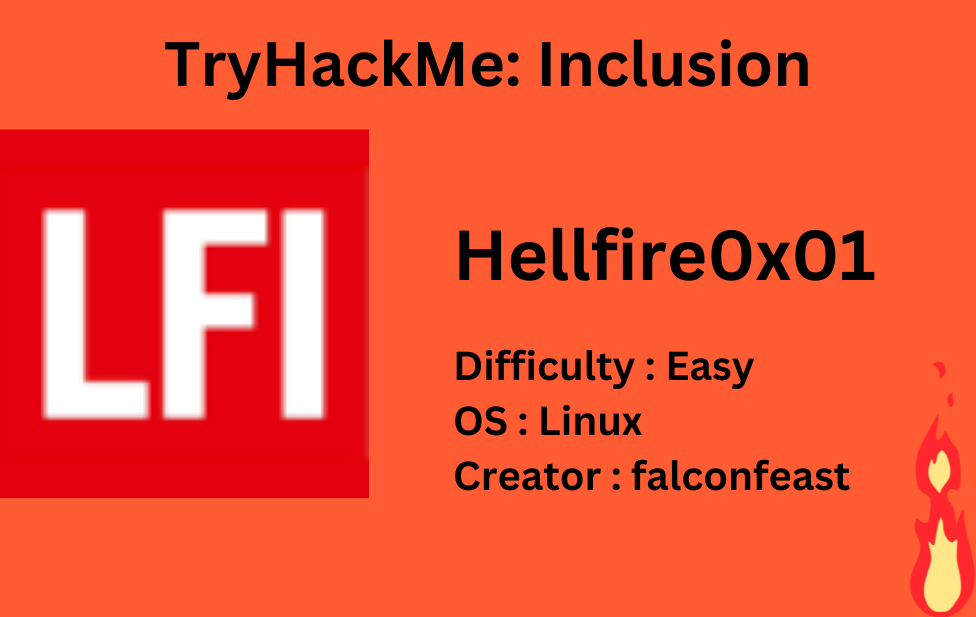 TryHackMe: Inclusion
LFI
Hellfire0x01
Difficulty : Easy
OS : Linux
Creator : falconfeast